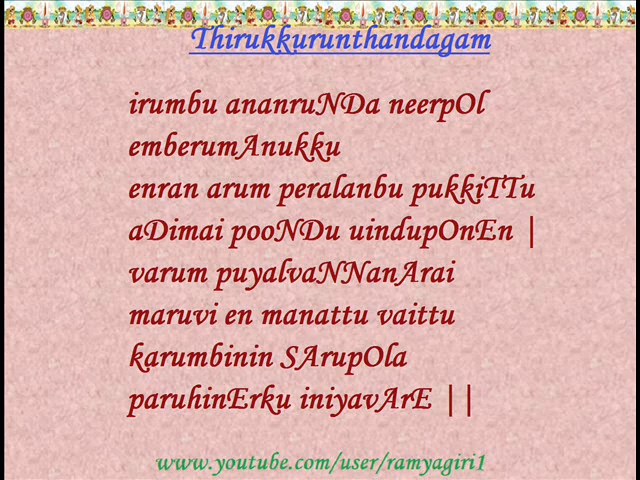 Thirukkurunthandagam
irumbu ananruNDa neerpOl
emberumAnukku
enran arum peralanbu pukkiTTu
aDimai pooNDu uindupOnEn |
varum puyalvaNNanArai
maruvi en manattu vaittu
karumbinin SArupOla
paruhinErku iniyavArE ||
www.youtube.com/user/ramyagiri1